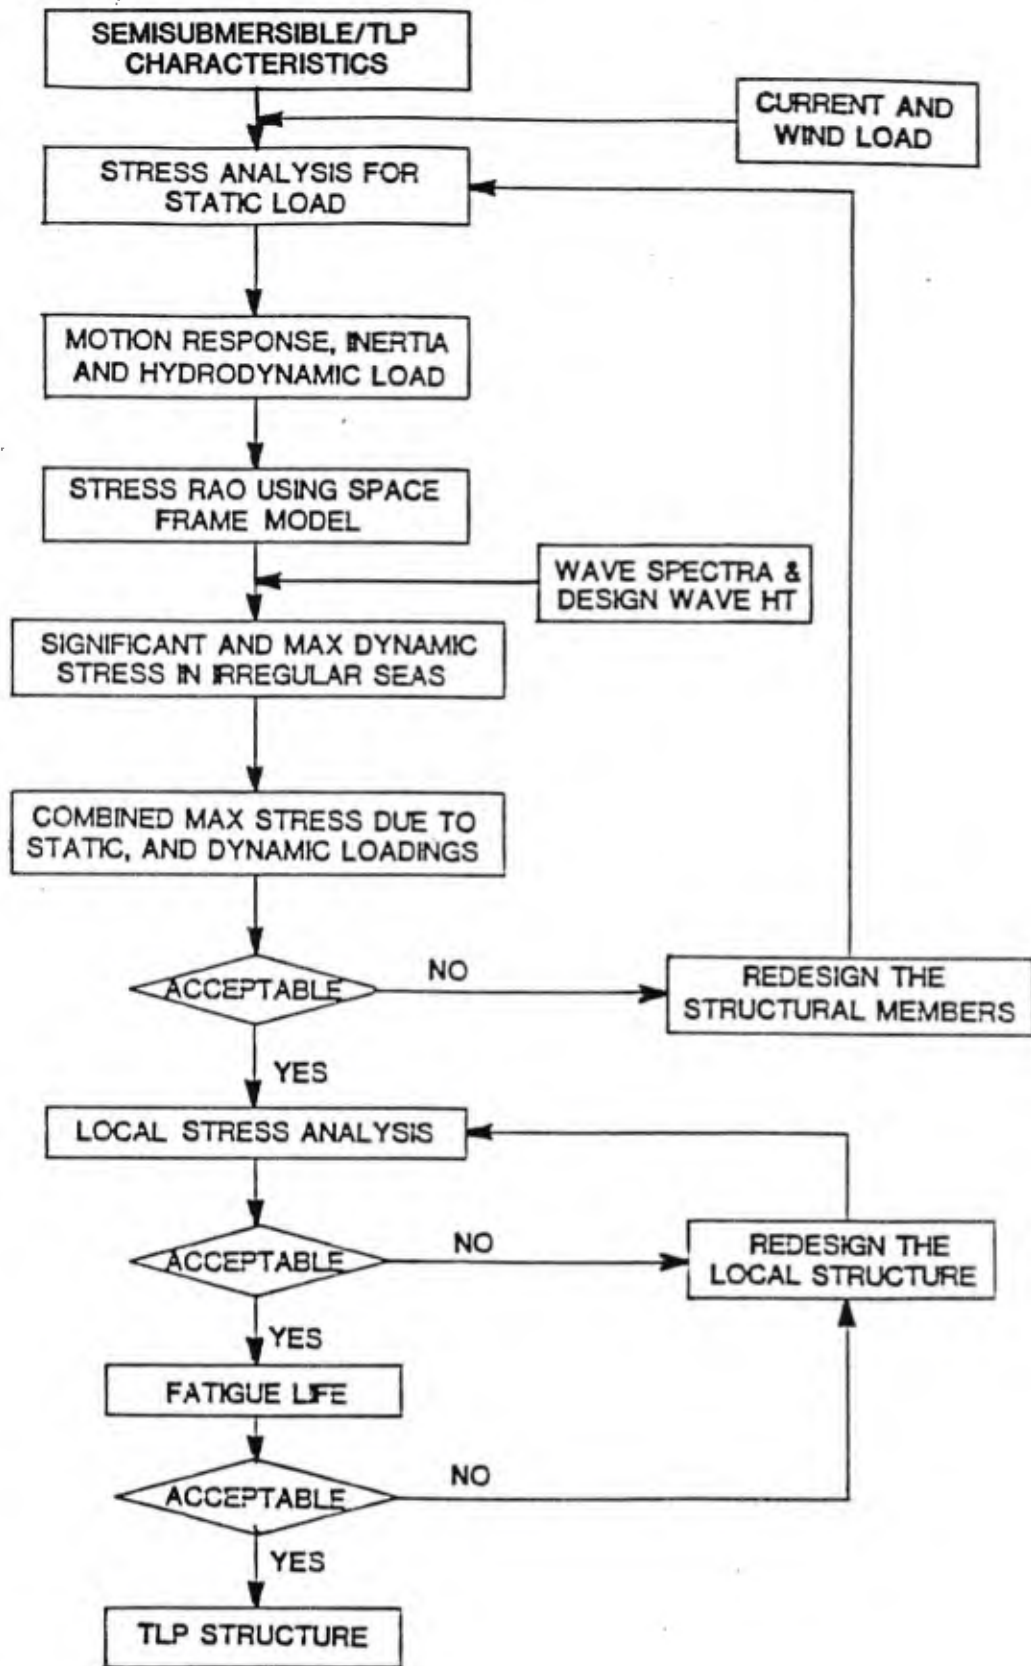 SEMISUBMERSIBLE/TLP
CHARACTERISTICS
CURRENT AND
WIND LOAD
STRESS ANALYSIS FOR
STATIC LOAD
MOTION RESPONSE, INERTIA
AND HYDRODYNAMIC LOAD
STRESS RAO USING SPACE
FRAME MODEL
WAVE SPECTRA &
DESIGN WAVE HT
SIGNIFICANT AND MAX DYNAMIC
STRESS IN IRREGULAR SEAS
COMBINED MAX STRESS DUE TO
STATIC, AND DYNAMIC LOADINGS
ACCEPTABLE
NO
REDESIGN THE
STRUCTURAL MEMBERS
YES
LOCAL STRESS ANALYSIS
ACCEPTABLE
NO
REDESIGN THE
LOCAL STRUCTURE
YES
FATIGUE LIFE
ACCEPTABLE
NO
YES
TLP STRUCTURE